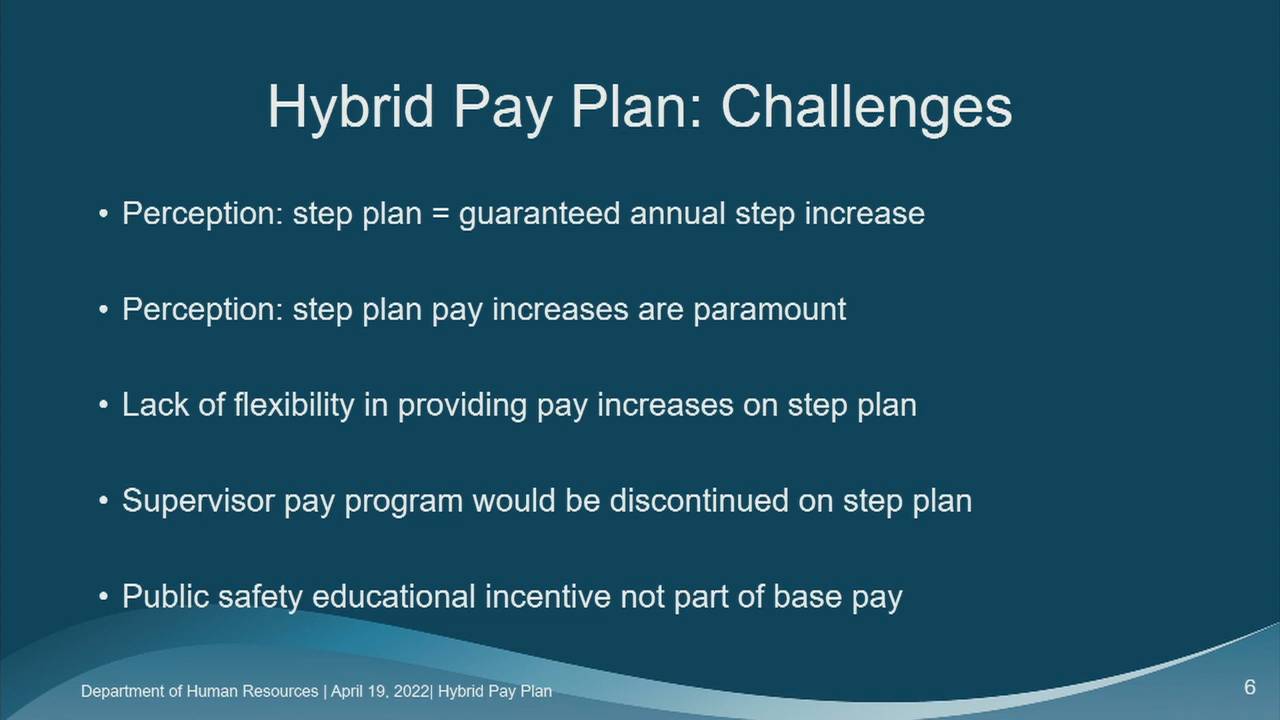 Hybrid Pay Plan: Challenges
• Perception: step plan = guaranteed annual step increase
• Perception: step plan pay increases are paramount
• Lack of flexibility in providing pay increases on step plan
• Supervisor pay program would be discontinued on step plan
• Public safety educational incentive not part of base pay
Department of Human Resources | April 19, 2022| Hybrid Pay Plan
6